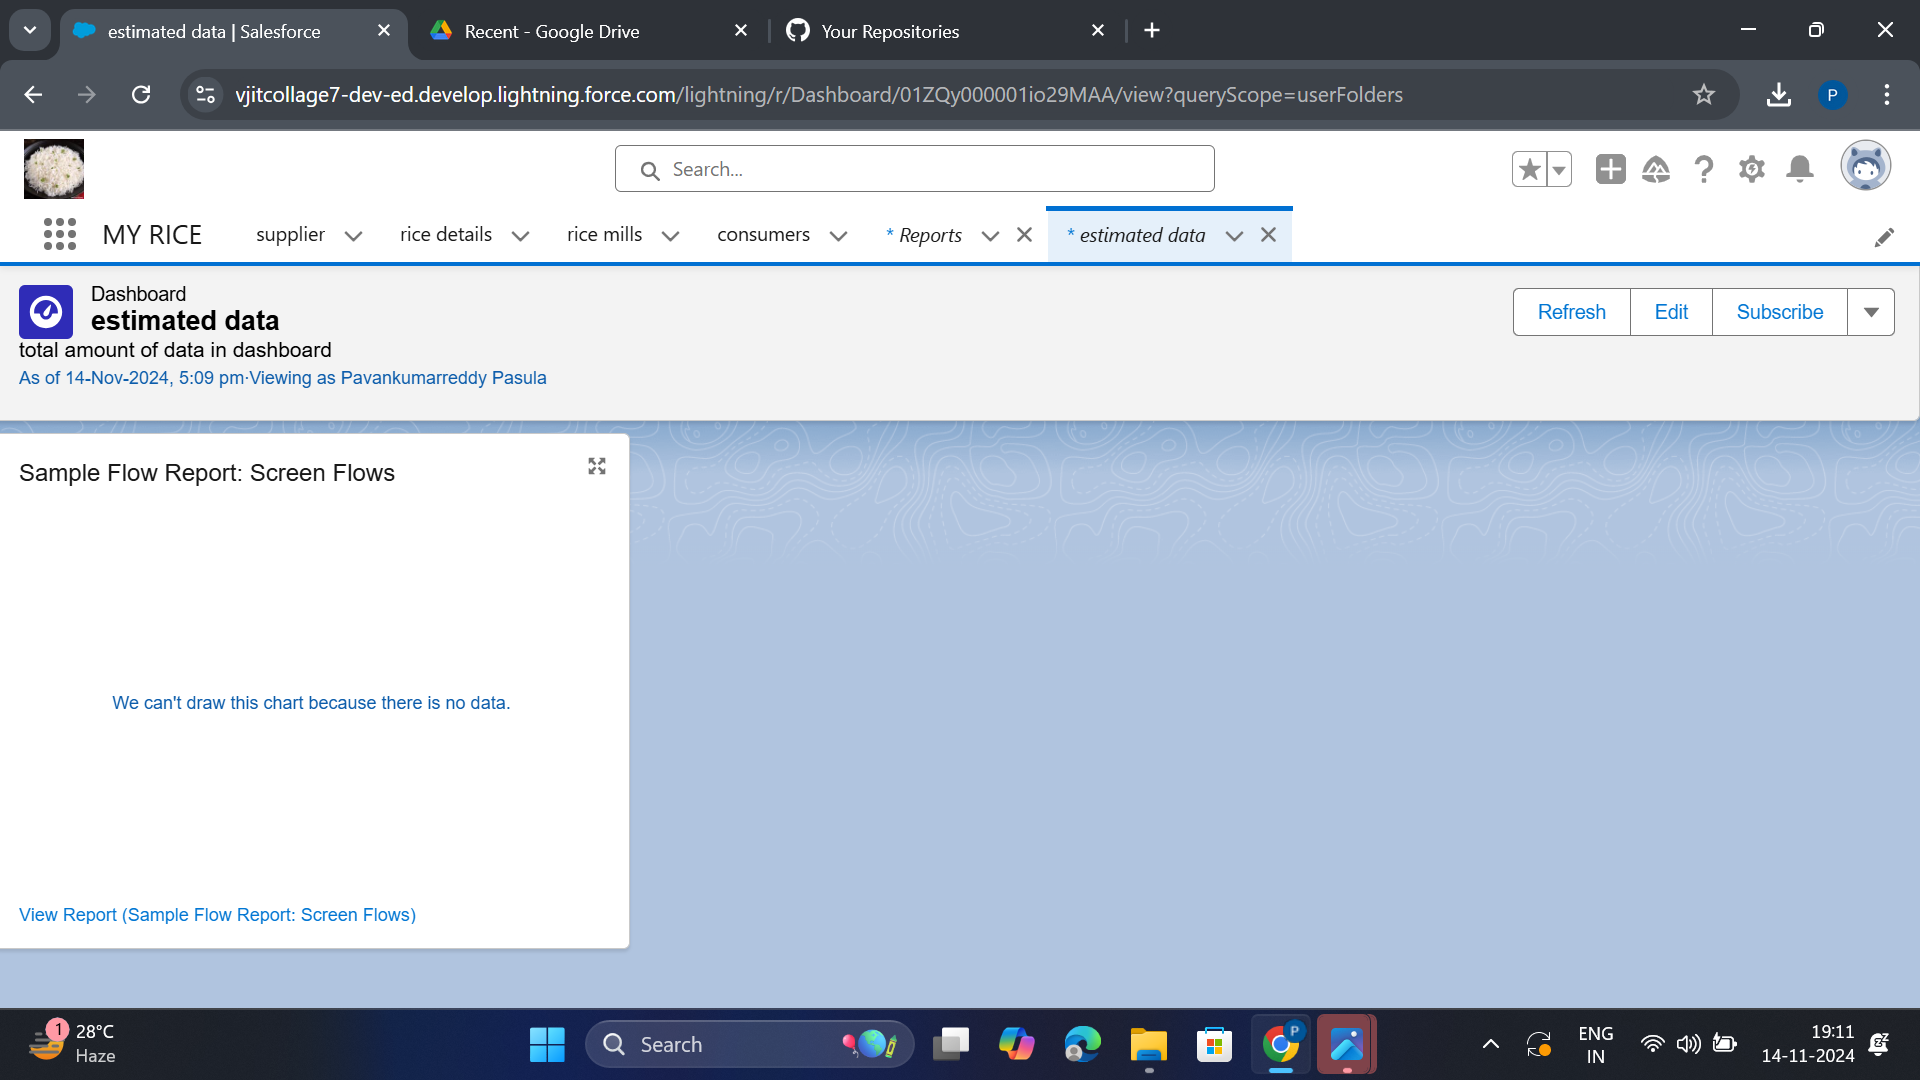 estimated data | Salesforce
Recent - Google Drive
Your Repositories
vjitcollage7-dev-ed.develop.lightning.force.com/lightning/r/Dashboard/01ZQy000001io29MAA/view?queryScope=userFolders
P
Search...
MY RICE
supplier
rice details
rice mills
consumers
* Reports
* estimated data
Dashboard
estimated data
Refresh
Edit
Subscribe
total amount of data in dashboard
As of 14-Nov-2024, 5:09 pm·Viewing as Pavankumarreddy Pasula
Sample Flow Report: Screen Flows
We can't draw this chart because there is no data.
View Report (Sample Flow Report: Screen Flows)
1
28°C
Haze
Search
P
ENG
IN
19:11
14-11-2024